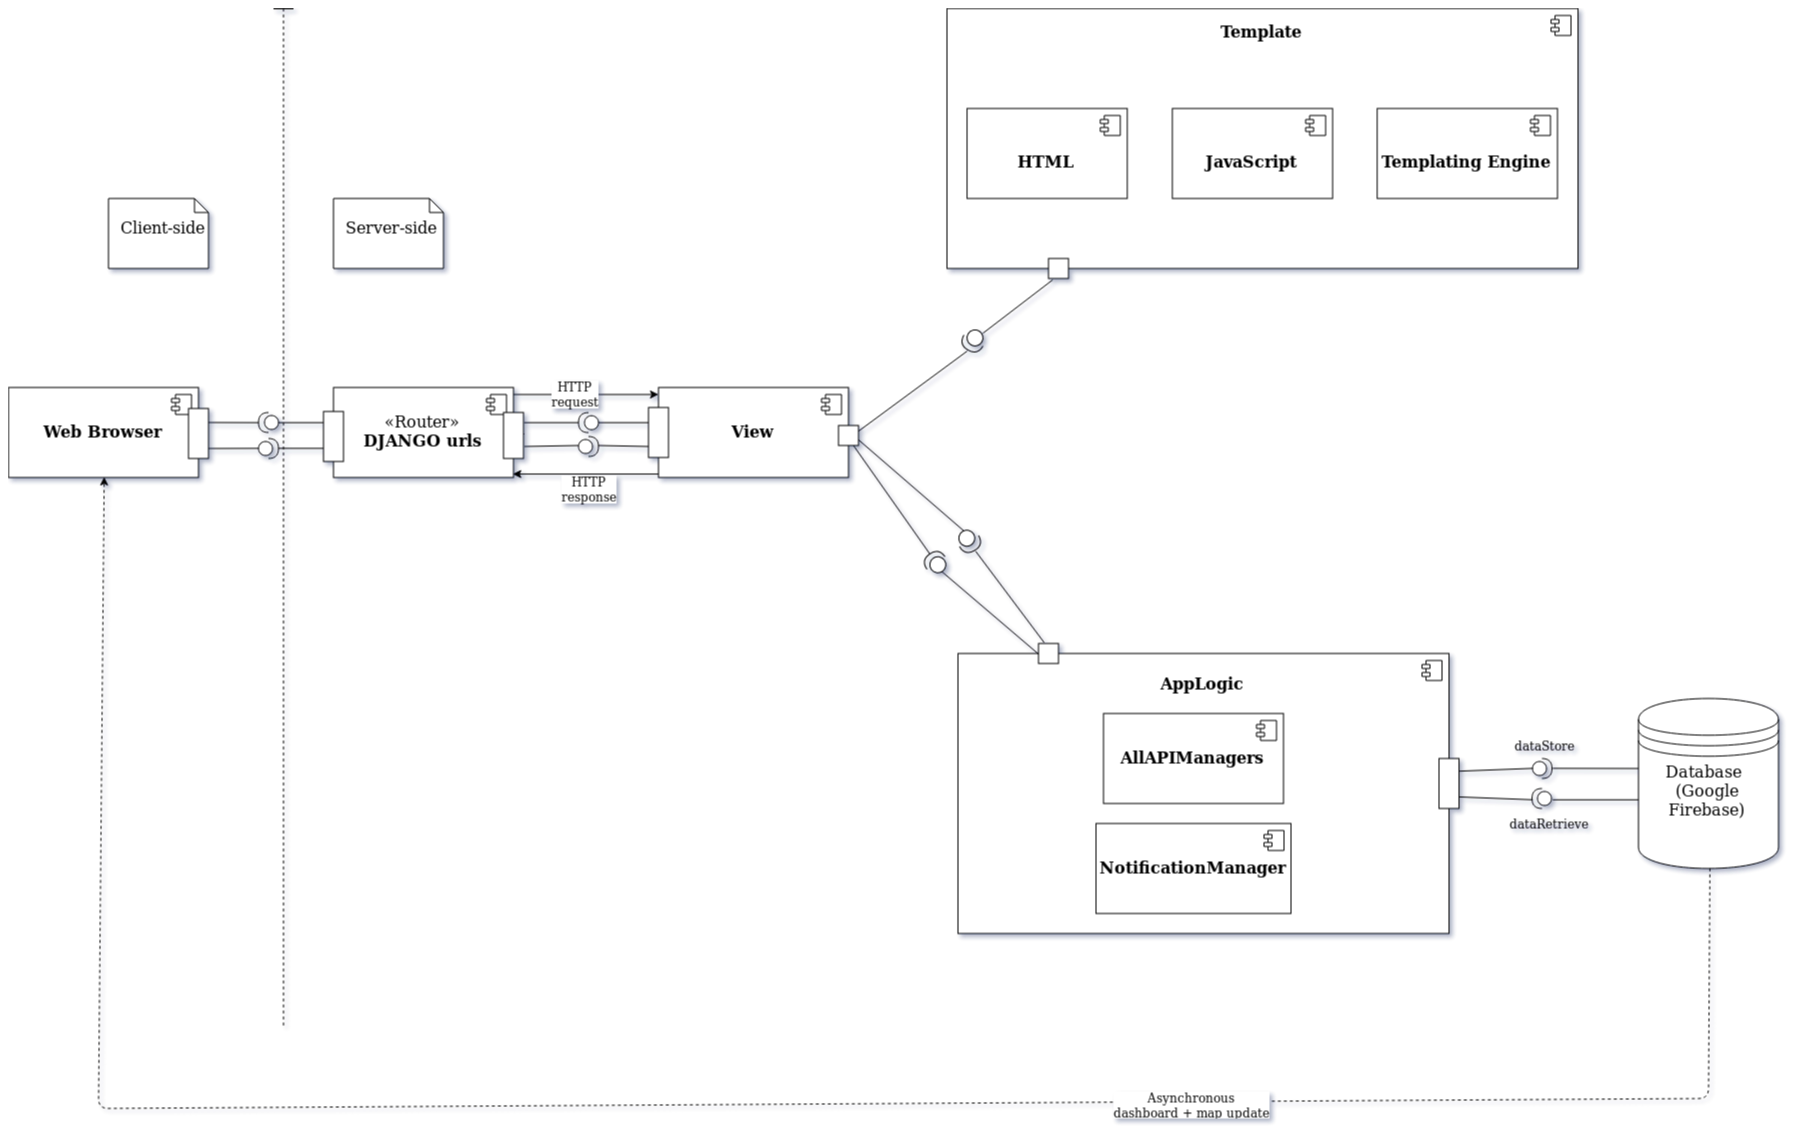 Template
HTML
JavaScript
Templating Engine
Client-side
Server-side
Web Browser
«Router»
DJANGO urls
HTTP
request
HTTP
response
View
AppLogic
AllAPIManagers
NotificationManager
dataStore
dataRetrieve
Database
(Google
Firebase)
Asynchronous
dashboard + map update